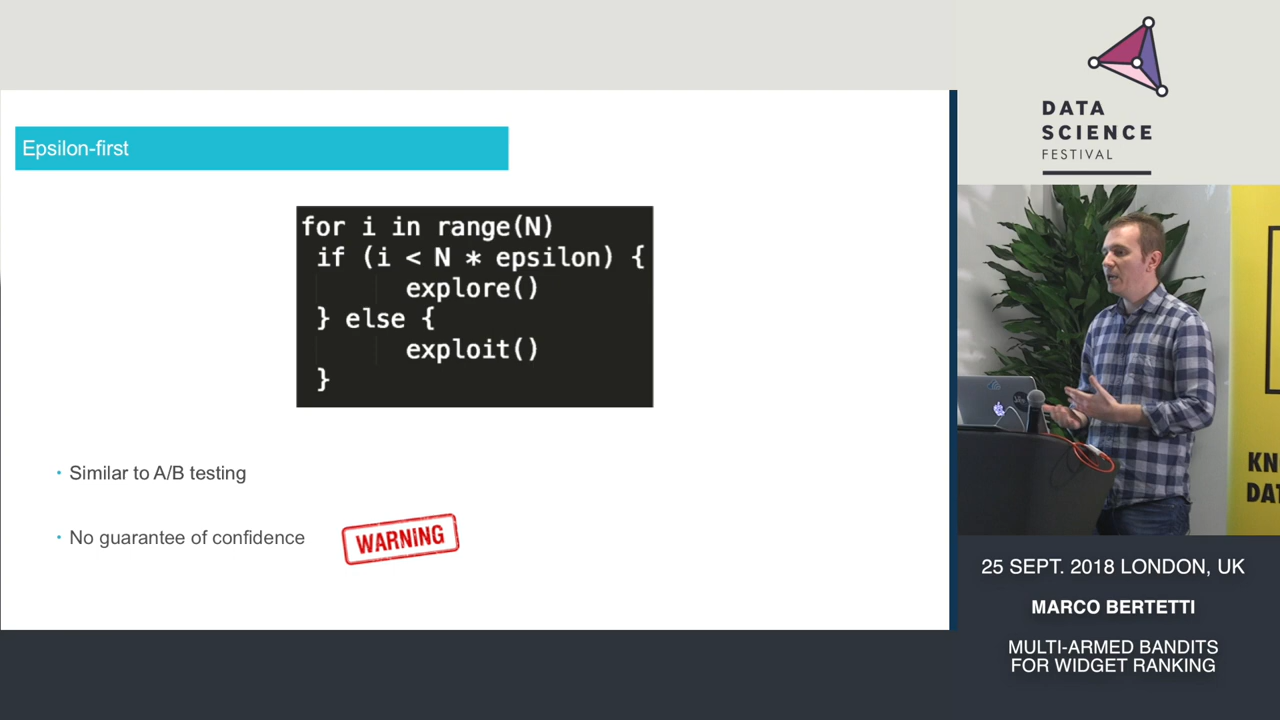 Epsilon-first
for i in range(N)
if (i < N * epsilon) {
explore()
} else {
exploit()
}
• Similar to A/B testing
• No guarantee of confidence
WARNING
DATA
SCIENCE
FESTIVAL
25 SEPT. 2018 LONDON, UK
MARCO BERTETTI
MULTI-ARMED BANDITS
FOR WIDGET RANKING